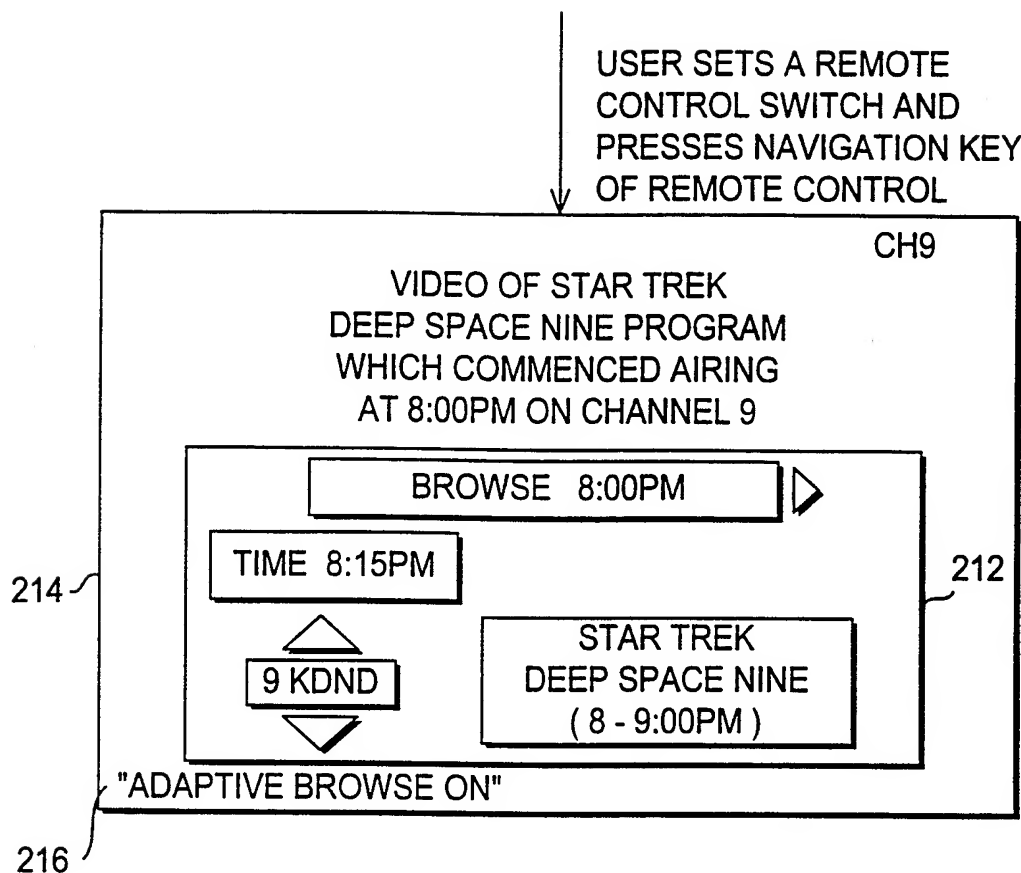 USER SETS A REMOTE
CONTROL SWITCH AND
PRESSES NAVIGATION KEY
OF REMOTE CONTROL
CH9
VIDEO OF STAR TREK
DEEP SPACE NINE PROGRAM
WHICH COMMENCED AIRING
AT 8:00PM ON CHANNEL 9
BROWSE 8:00PM
TIME 8:15PM
214
212
9 KDND
STAR TREK
DEEP SPACE NINE
( 8 - 9:00PM )
"ADAPTIVE BROWSE ON"
216